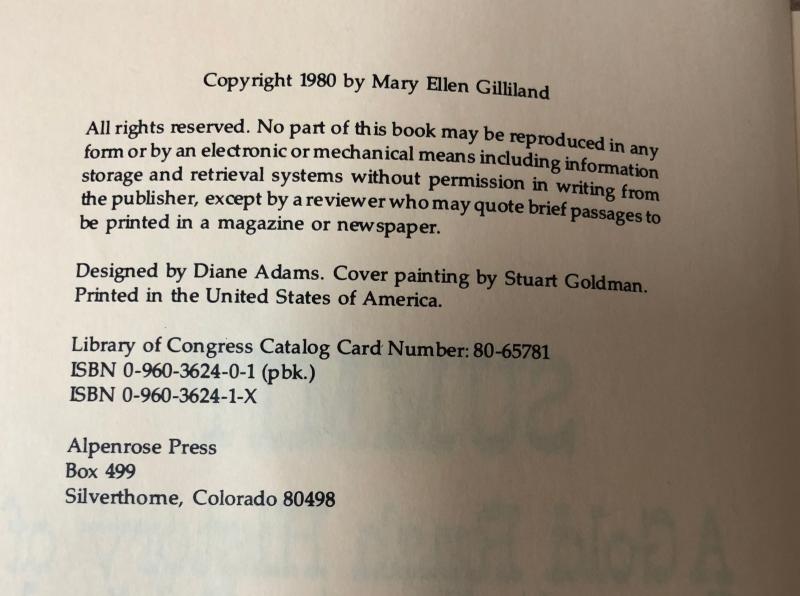 Copyright 1980 by Mary Ellen Gilliland
All rights reserved. No part of this book may be reproduced in any
form or by an electronic or mechanical means including information
storage and retrieval systems without permission in writing from
the publisher, except by a reviewer who may quote brief passages to
be printed in a magazine or newspaper.
Designed by Diane Adams. Cover painting by Stuart Goldman.
Printed in the United States of America.
Library of Congress Catalog Card Number: 80-65781
ISBN 0-960-3624-0-1 (pbk.)
ISBN 0-960-3624-1-X
Alpenrose Press
Box 499
Silverthorne, Colorado 80498
SUMMIT
A Gold Rush History of